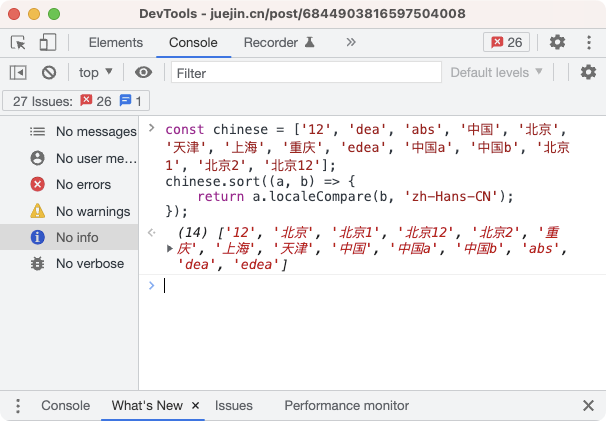 DevTools - juejin.cn/post/6844903816597504008
Elements Console Recorder » 26
top Filter Default levels
27 Issues: 26 1
No messages
No user me...
No errors
No warnings
No info
No verbose
> const chinese = ['12', 'dea', 'abs', '中国', '北京',
'天津', '上海', '重庆', 'edea', '中国a', '中国b', '北京
1', '北京2', '北京12'];
chinese.sort((a, b) => {
return a.localeCompare(b, 'zh-Hans-CN');
});
(14) ['12', '北京', '北京1', '北京12', '北京2', '重
庆', '上海', '天津', '中国', '中国a', '中国b', 'abs',
'dea', 'edea']
>
Console What's New × Issues Performance monitor